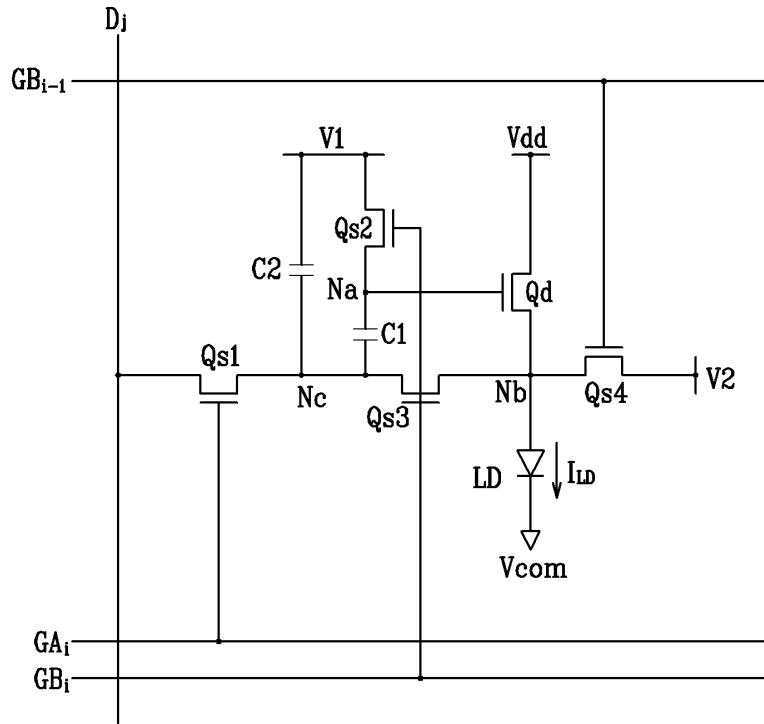 Dj
GBi-1
V1
Vdd
Qs2
C2
Na
Qd
C1
Qs1
Nc
Qs3
Nb
Qs4
V2
LD
ILD
Vcom
GAi
GBi